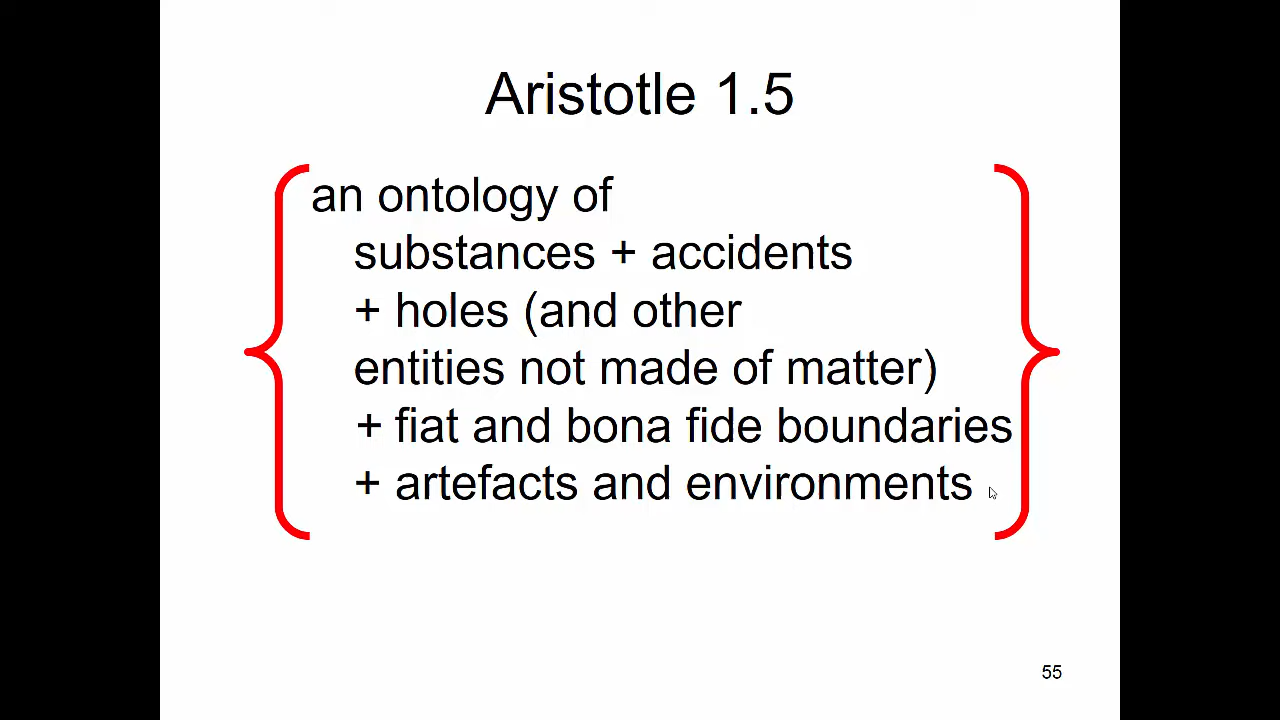 Aristotle 1.5
an ontology of
substances + accidents
+ holes (and other
entities not made of matter)
+ fiat and bona fide boundaries
+ artefacts and environments
55